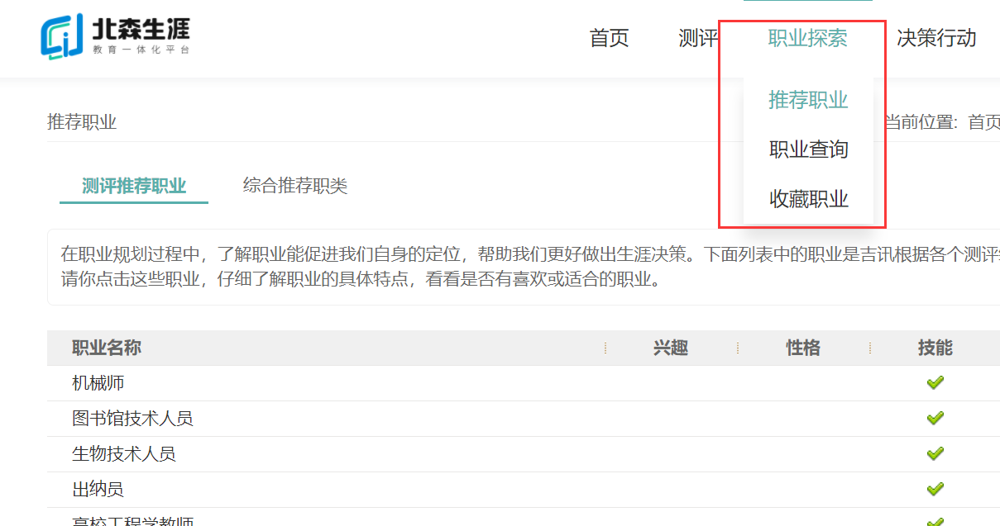 北森生涯
教育一体化平台
首页 测评 职业探索 决策行动
推荐职业
职业查询
收藏职业
推荐职业 当前位置: 首页
测评推荐职业 综合推荐职类
在职业规划过程中，了解职业能促进我们自身的定位，帮助我们更好做出生涯决策。下面列表中的职业是吉讯根据各个测评
请你点击这些职业，仔细了解职业的具体特点，看看是否有喜欢或适合的职业。
职业名称 兴趣 性格 技能
机械师
图书馆技术人员
生物技术人员
出纳员
高校工程学教师